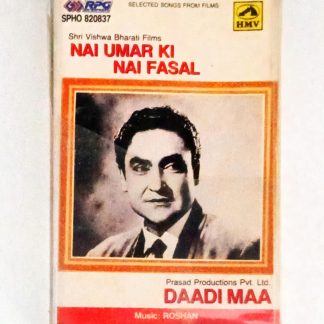 RPG
SELECTED SONGS FROM FILMS
SPHO 820837
HMV
Shri Vishwa Bharati Films
NAI UMAR KI
NAI FASAL
Prasad Productions Pvt. Ltd.
DAADI MAA
Music: ROSHAN